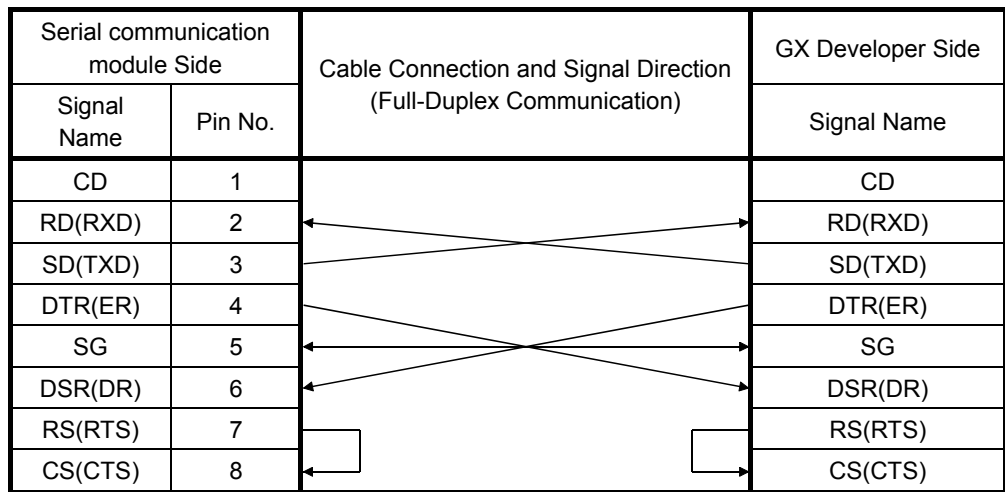 Serial communication
module Side
Cable Connection and Signal Direction
(Full-Duplex Communication)
GX Developer Side
Signal
Name
Pin No.
Signal Name
CD 1 CD
RD(RXD) 2 RD(RXD)
SD(TXD) 3 SD(TXD)
DTR(ER) 4 DTR(ER)
SG 5 SG
DSR(DR) 6 DSR(DR)
RS(RTS) 7 RS(RTS)
CS(CTS) 8 CS(CTS)